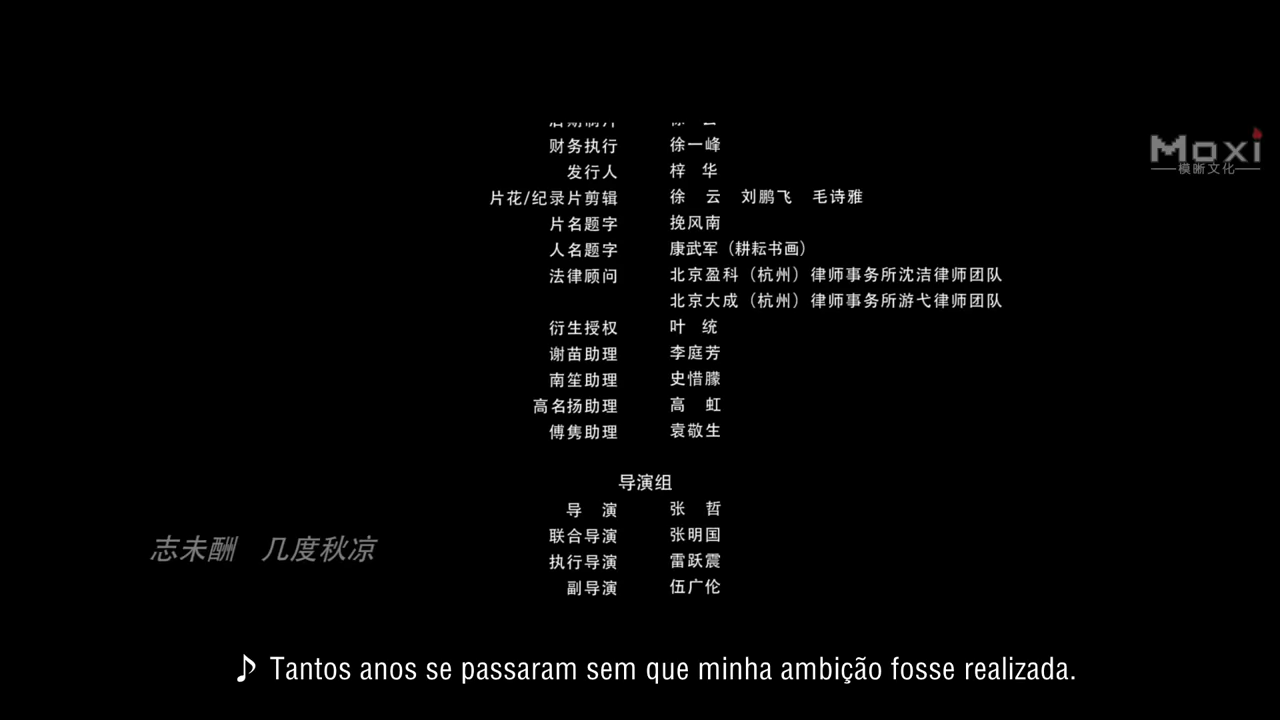 财务执行 徐一峰
发行人 梓 华
片花/纪录片剪辑 徐 云 刘鹏飞 毛诗雅
片名题字 挽风南
人名题字 康武军（耕耘书画）
法律顾问 北京盈科（杭州）律师事务所沈洁律师团队
北京大成（杭州）律师事务所游弋律师团队
衍生授权 叶 统
谢苗助理 李庭芳
南笙助理 史惜朦
高名扬助理 高 虹
傅隽助理 袁敬生
导演组
导 演 张 哲
联合导演 张明国
执行导演 雷跃震
副导演 伍广伦
Moxi
模晰文化
志未酬 几度秋凉
♪ Tantos anos se passaram sem que minha ambição fosse realizada.